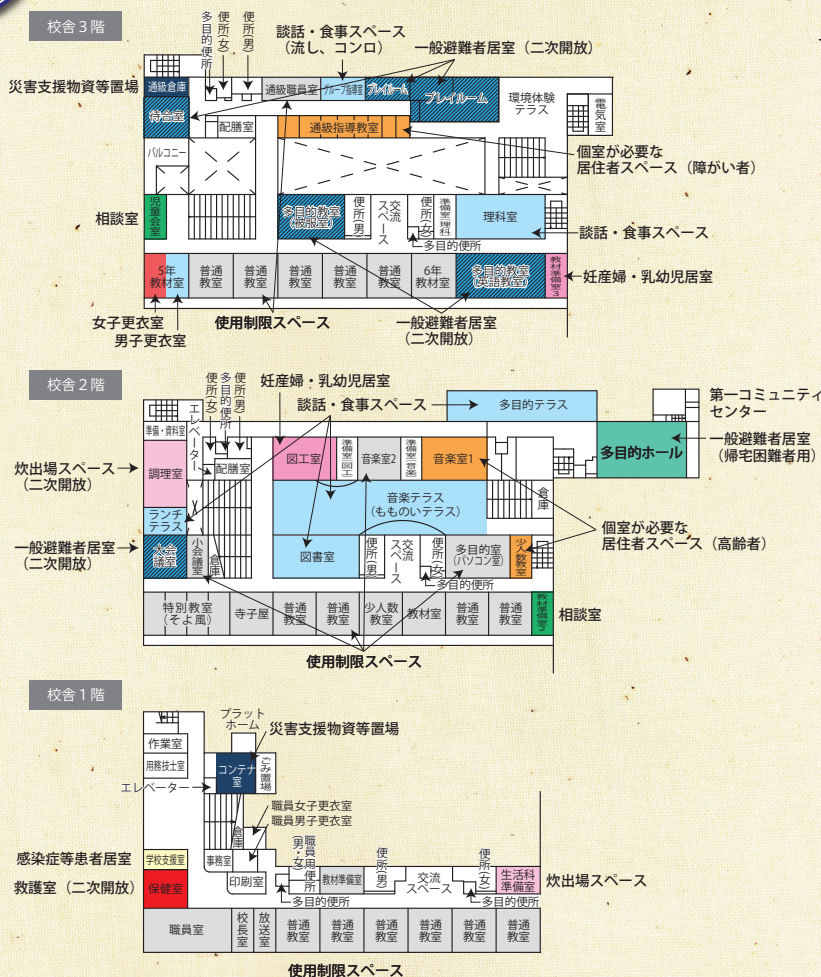 校舎3階
多目的便所
便所(女)
便所(男)
談話・食事スペース
（流し、コンロ）
一般避難者居室（二次開放）
災害支援物資等置場
通級倉庫
通級職員室
グループ指導室
プレイルーム
プレイルーム
環境体験
テラス
電気室
待合室
配膳室
通級指導教室
個室が必要な
居住者スペース（障がい者）
バルコニー
相談室
児童会室
多目的教室
（被服室）
便所(男)
交流
スペース
便所(女)
準備室
理科
理科室
多目的便所
談話・食事スペース
5年
教材室
普通
教室
普通
教室
普通
教室
普通
教室
普通
教室
6年
教材室
多目的教室
（英語教室）
教材準備室3
妊産婦・乳幼児居室
女子更衣室
男子更衣室
使用制限スペース
一般避難者居室
（二次開放）
校舎2階
便所(女)
多目的便所
便所(男)
妊産婦・乳幼児居室
談話・食事スペース
多目的テラス
第一コミュニティ
センター
準備・資料室
エレベーター
炊出場スペース
（二次開放）
調理室
配膳室
図工室
準備室
図工
音楽室2
準備室
音楽
音楽室1
多目的ホール
一般避難者居室
（帰宅困難者用）
倉庫
ランチ
テラス
音楽テラス
（もものいテラス）
一般避難者居室
（二次開放）
大会
議室
小会議室
倉庫
図書室
便所(男)
交流
スペース
便所(女)
多目的室
（パソコン室）
少人数教室
個室が必要な
居住者スペース（高齢者）
多目的便所
特別教室
（そよ風）
寺子屋
普通
教室
普通
教室
少人数
教室
教材室
普通
教室
普通
教室
教材準備室2
相談室
使用制限スペース
校舎1階
プラット
ホーム
災害支援物資等置場
作業室
用務技士室
コンテナ
室
ごみ置場
エレベーター
職員女子更衣室
職員男子更衣室
倉庫
感染症等患者居室
学校支援室
事務室
職員用
便所
(男・女)
便所(男)
便所(女)
救護室（二次開放）
保健室
印刷室
教材準備室
交流
スペース
生活科
準備室
炊出場スペース
多目的便所
多目的便所
職員室
校長室
放送室
普通
教室
普通
教室
普通
教室
普通
教室
普通
教室
普通
教室
使用制限スペース